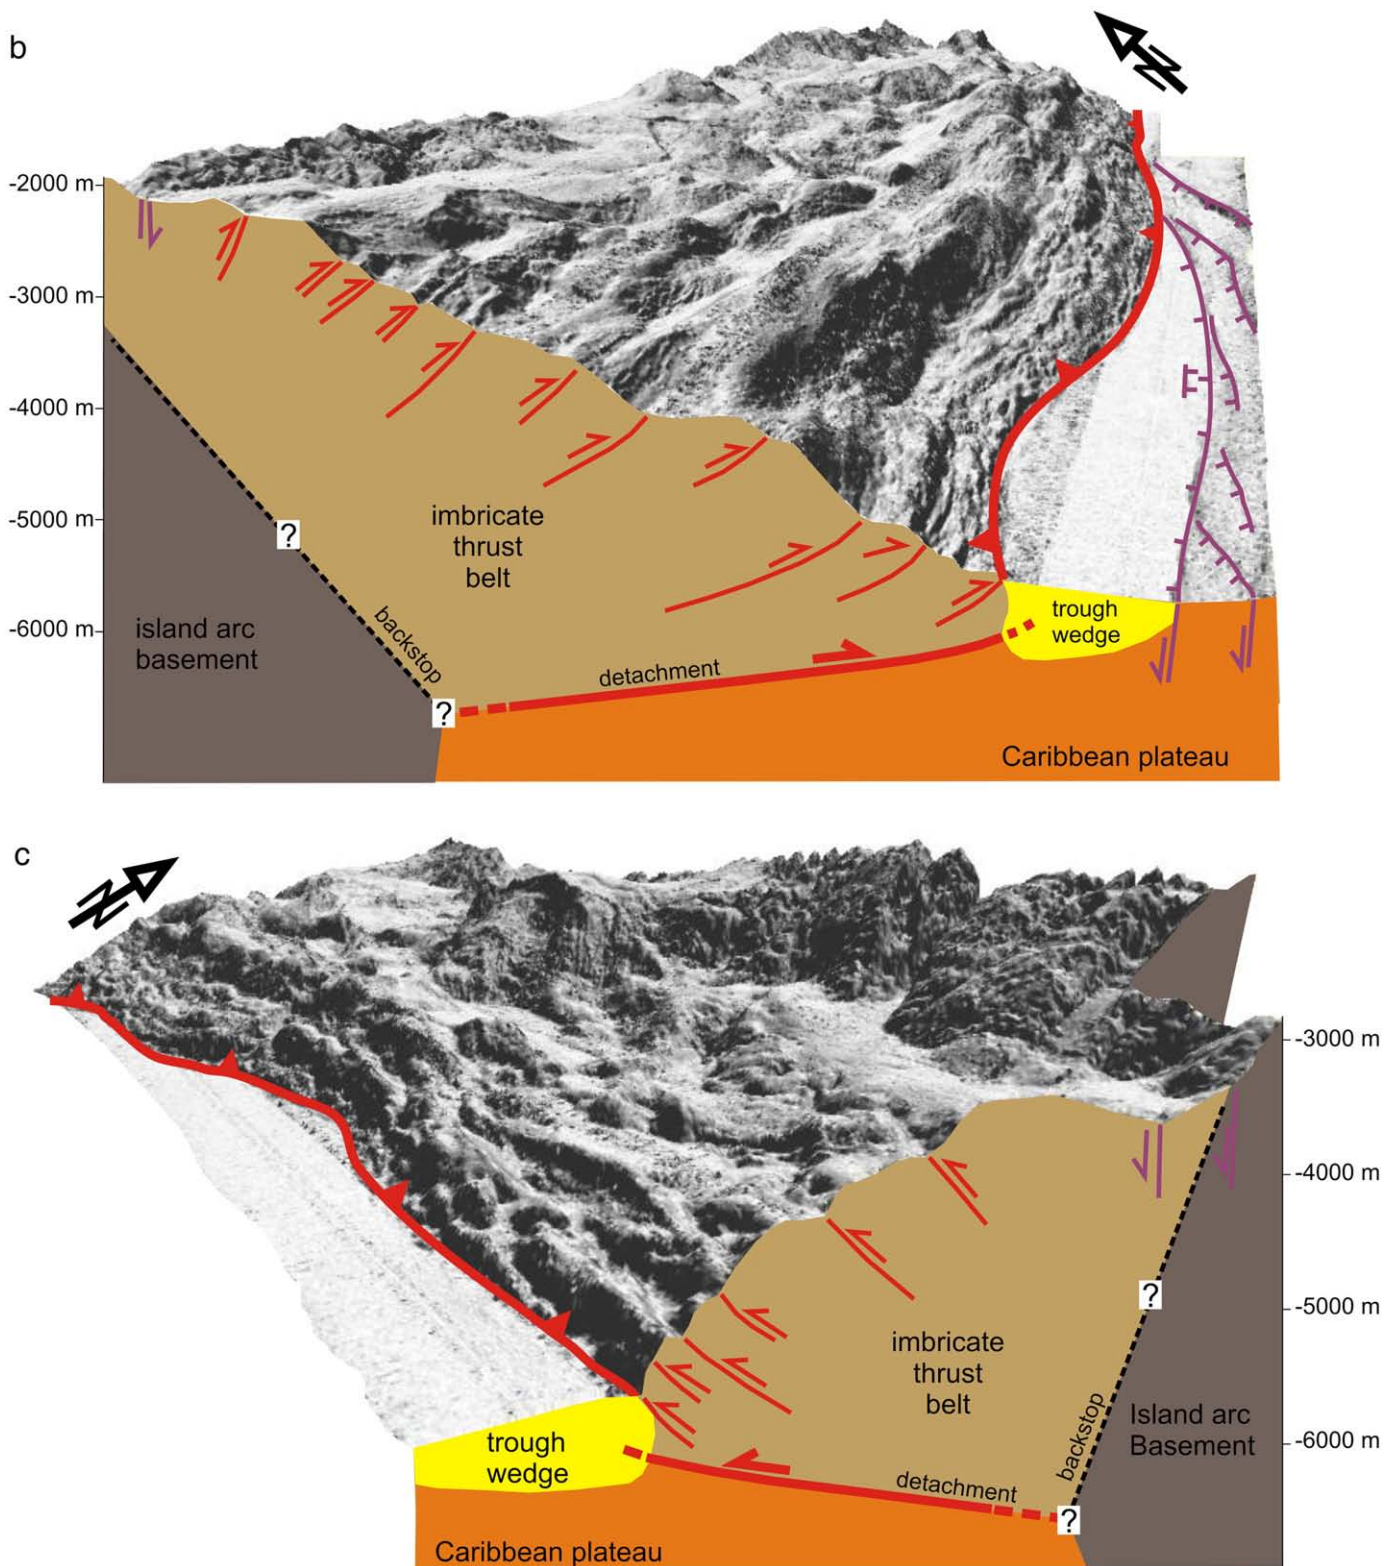 b
N
-2000 m
-3000 m
-4000 m
-5000 m
-6000 m
imbricate
thrust
belt
?
backstop
island arc
basement
?
detachment
trough
wedge
Caribbean plateau
c
N
-3000 m
-4000 m
-5000 m
-6000 m
?
imbricate
thrust
belt
backstop
Island arc
Basement
trough
wedge
detachment
?
Caribbean plateau